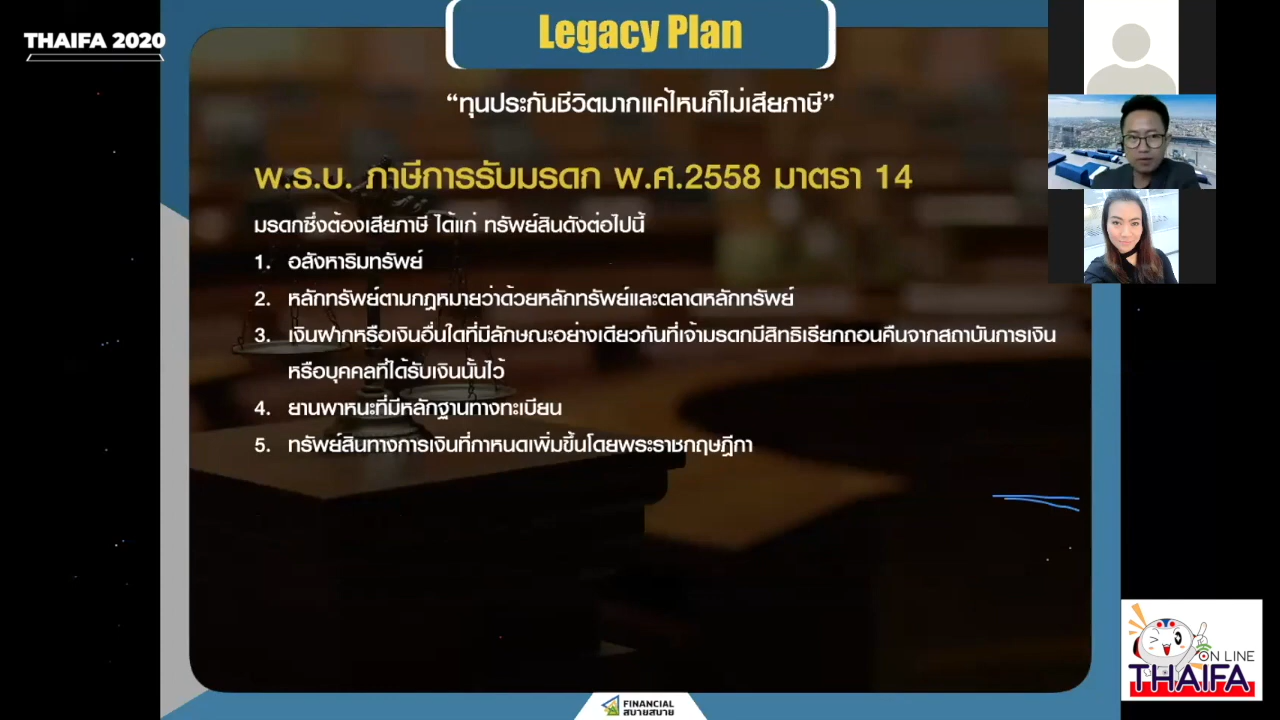 THAIFA 2020
Legacy Plan
“ทุนประกันชีวิตมากแค่ไหนก็ไม่เสียภาษี”
พ.ร.บ. ภาษีการรับมรดก พ.ศ.2558 มาตรา 14
มรดกซึ่งต้องเสียภาษี ได้แก่ ทรัพย์สินดังต่อไปนี้
1. อสังหาริมทรัพย์
2. หลักทรัพย์ตามกฎหมายว่าด้วยหลักทรัพย์และตลาดหลักทรัพย์
3. เงินฝากหรือเงินอื่นใดที่มีลักษณะอย่างเดียวกันที่เจ้ามรดกมีสิทธิเรียกถอนคืนจากสถาบันการเงิน
หรือบุคคลที่ได้รับเงินนั้นไว้
4. ยานพาหนะที่มีหลักฐานทางทะเบียน
5. ทรัพย์สินทางการเงินที่กำหนดเพิ่มขึ้นโดยพระราชกฤษฎีกา
ON LINE
THAIFA
FINANCIAL
สบายสบาย